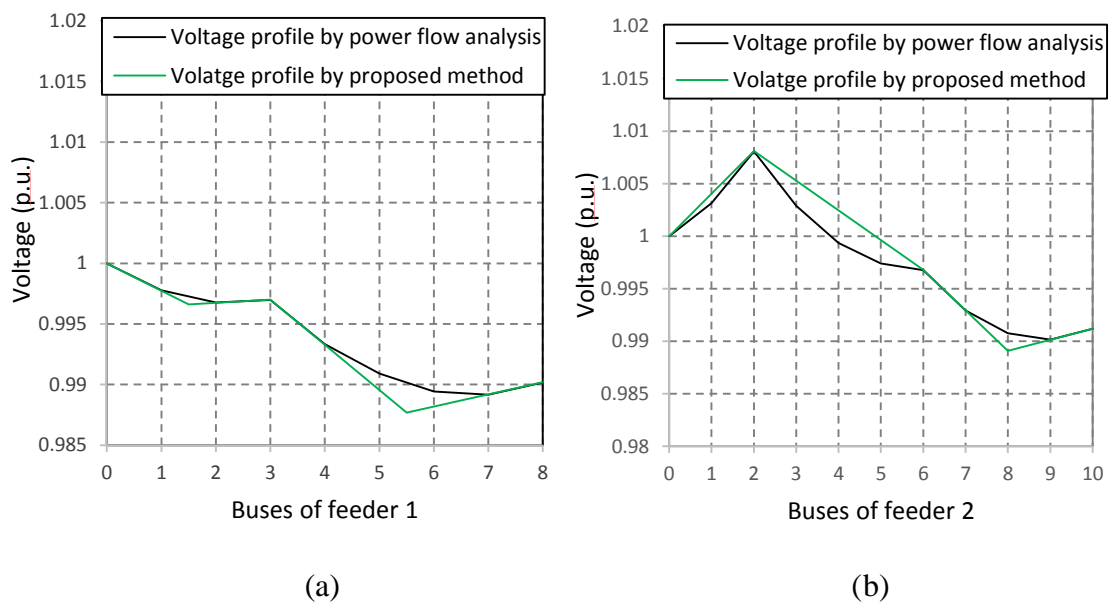 1.02
Voltage profile by power flow analysis
Volatge profile by proposed method
1.015
1.01
1.005
1
0.995
0.99
0.985
Voltage (p.u.)
0 1 2 3 4 5 6 7 8
Buses of feeder 1
(a)
1.02
Voltage profile by power flow analysis
Volatge profile by proposed method
1.015
1.01
1.005
1
0.995
0.99
0.985
0.98
Voltage (p.u.)
0 1 2 3 4 5 6 7 8 9 10
Buses of feeder 2
(b)